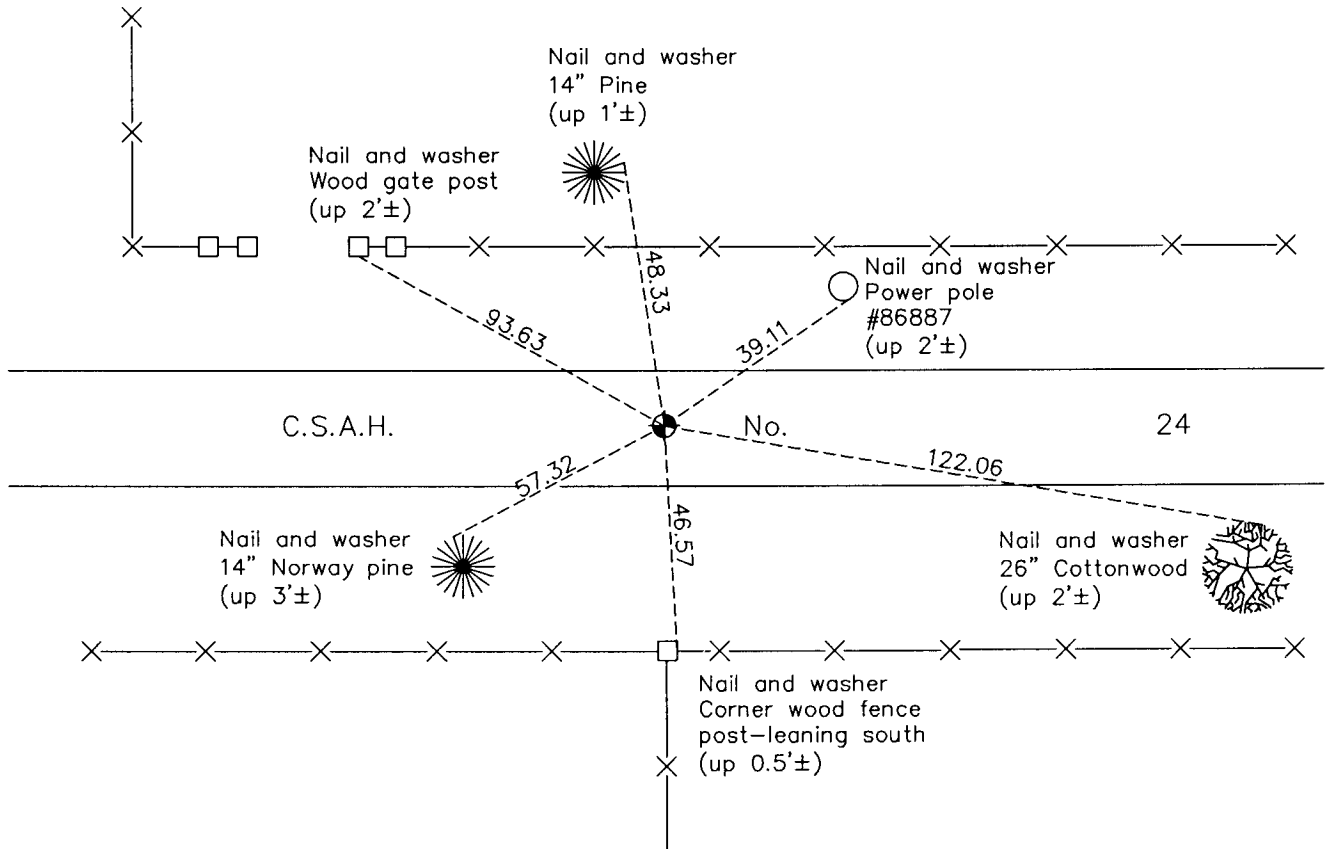 Nail and washer
14" Pine
(up 1'±)
Nail and washer
Wood gate post
(up 2'±)
48.33
Nail and washer
Power pole
#86887
(up 2'±)
93.63
39.11
C.S.A.H. No. 24
57.32
122.06
46.57
Nail and washer
14" Norway pine
(up 3'±)
Nail and washer
26" Cottonwood
(up 2'±)
Nail and washer
Corner wood fence
post-leaning south
(up 0.5'±)